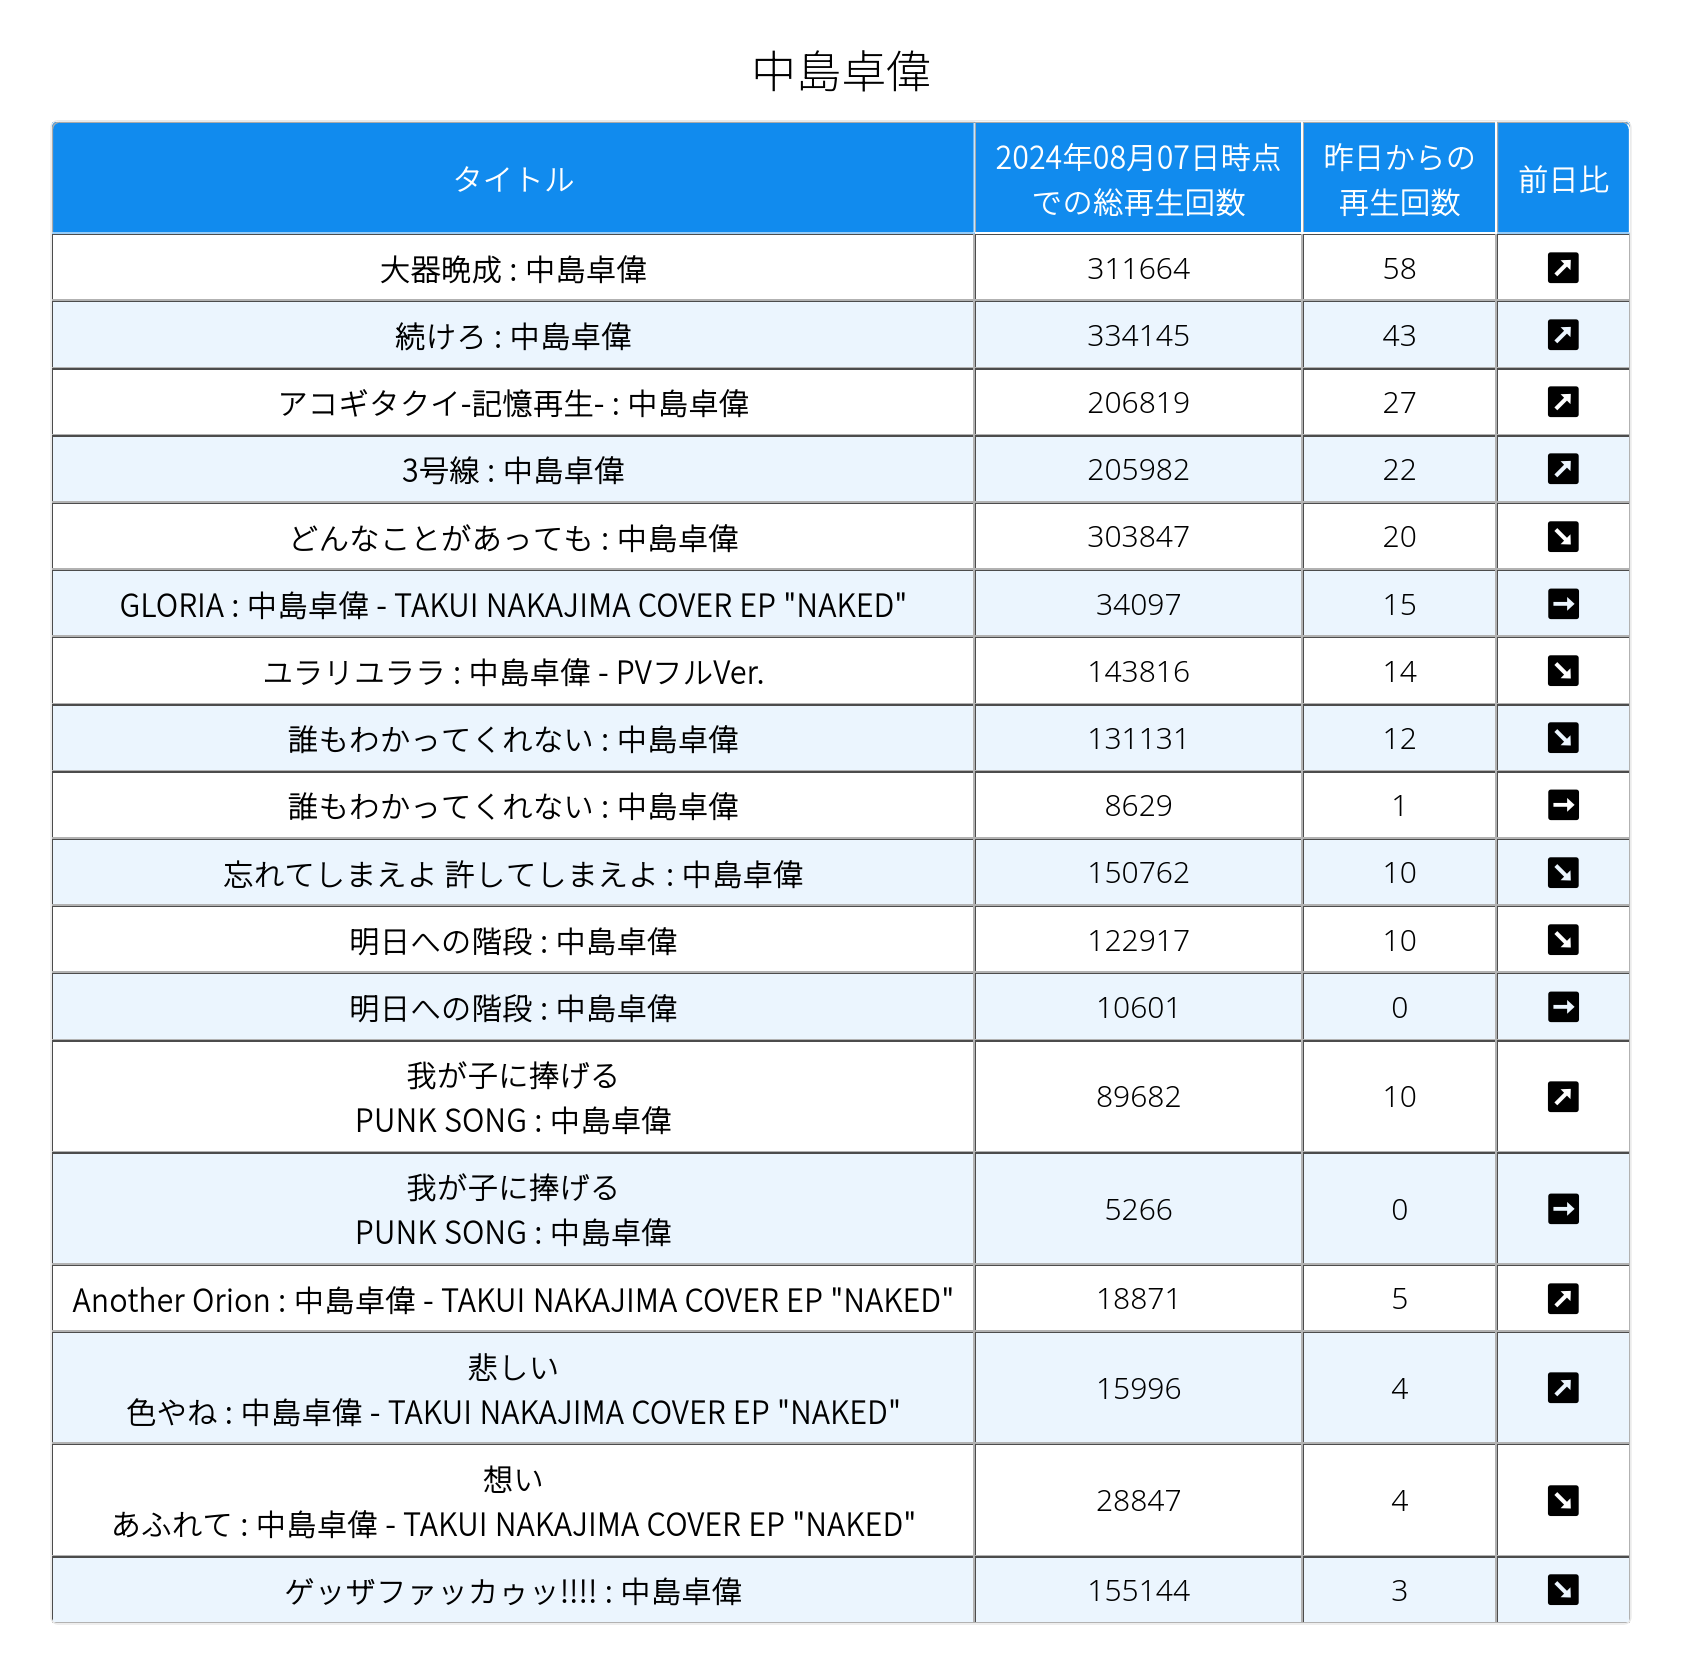 中島卓偉
タイトル
2024年08月07日時点
での総再生回数
昨日からの
再生回数
前日比
大器晩成 : 中島卓偉 311664 58 ↗
続けろ : 中島卓偉 334145 43 ↗
アコギタクイ-記憶再生- : 中島卓偉 206819 27 ↗
3号線 : 中島卓偉 205982 22 ↗
どんなことがあっても : 中島卓偉 303847 20 ↘
GLORIA : 中島卓偉 - TAKUI NAKAJIMA COVER EP "NAKED" 34097 15 →
ユラリユララ : 中島卓偉 - PVフルVer. 143816 14 ↘
誰もわかってくれない : 中島卓偉 131131 12 ↘
誰もわかってくれない : 中島卓偉 8629 1 →
忘れてしまえよ 許してしまえよ : 中島卓偉 150762 10 ↘
明日への階段 : 中島卓偉 122917 10 ↘
明日への階段 : 中島卓偉 10601 0 →
我が子に捧げる
PUNK SONG : 中島卓偉 89682 10 ↗
我が子に捧げる
PUNK SONG : 中島卓偉 5266 0 →
Another Orion : 中島卓偉 - TAKUI NAKAJIMA COVER EP "NAKED" 18871 5 ↗
悲しい
色やね : 中島卓偉 - TAKUI NAKAJIMA COVER EP "NAKED" 15996 4 ↗
想い
あふれて : 中島卓偉 - TAKUI NAKAJIMA COVER EP "NAKED" 28847 4 ↘
ゲッザファッカゥッ!!!! : 中島卓偉 155144 3 ↘